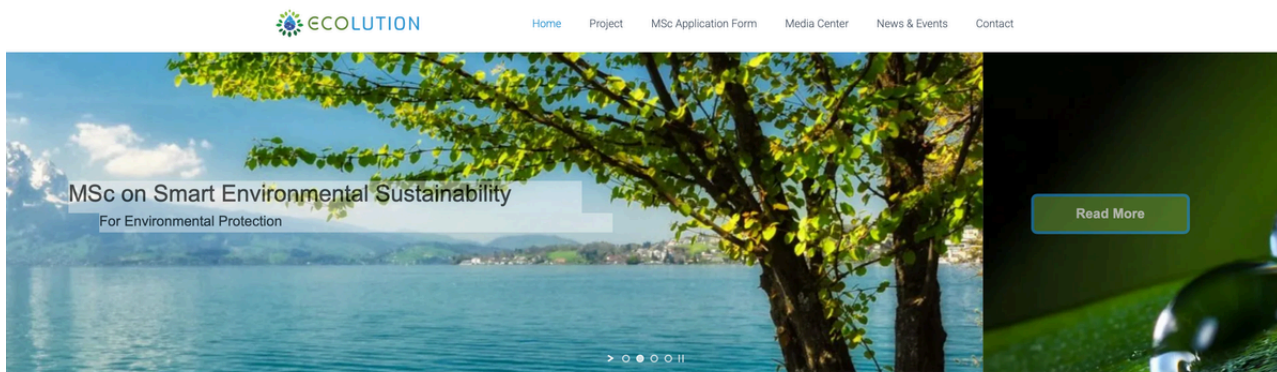 ECOLUTION
Home Project MSc Application Form Media Center News & Events Contact
MSc on Smart Environmental Sustainability
For Environmental Protection
Read More